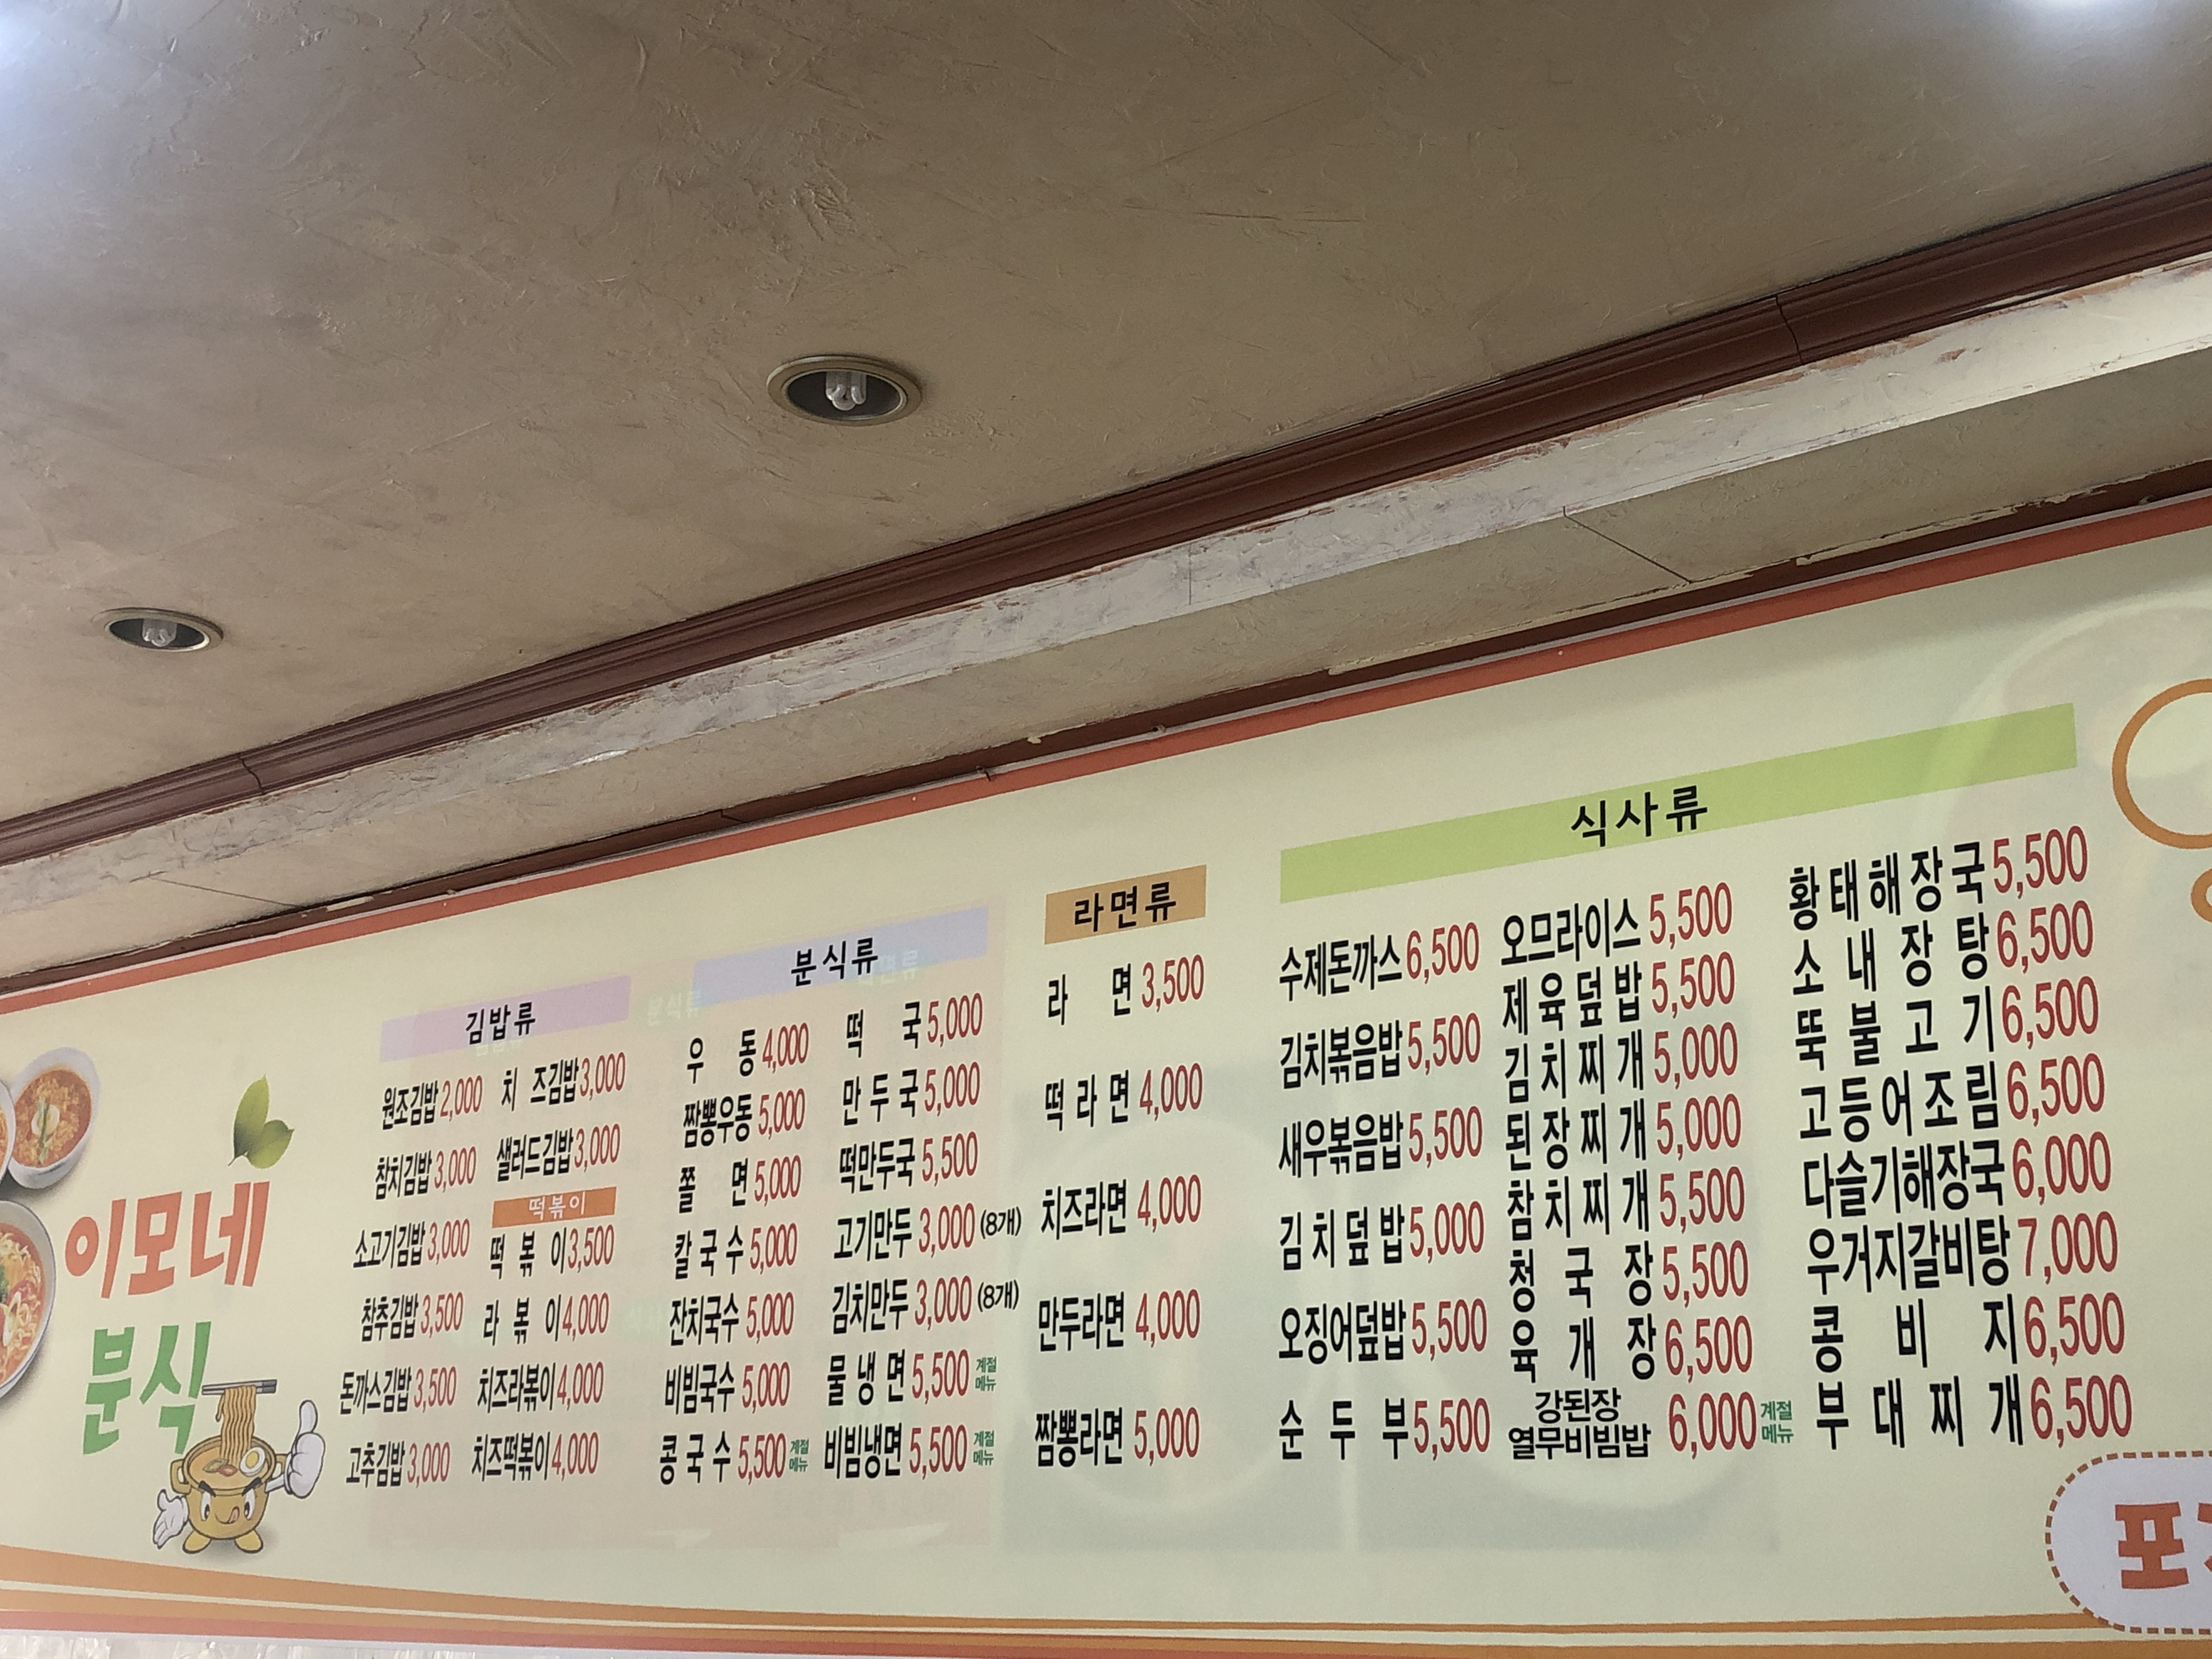 이모네
분식
김밥류
원조김밥 2,000
참치김밥 3,000
소고기김밥 3,000
참추김밥 3,500
돈까스김밥 3,500
고추김밥 3,000
치 즈김밥 3,000
샐러드김밥 3,000
떡볶이
떡 볶 이 3,500
라 볶 이 4,000
치즈라볶이 4,000
치즈떡볶이 4,000
분식류
우 동 4,000
짬뽕우동 5,000
쫄 면 5,000
칼 국 수 5,000
잔치국수 5,000
비빔국수 5,000
콩 국 수 5,500 계절 메뉴
떡 국 5,000
만 두 국 5,000
떡만두국 5,500
고기만두 3,000 (8개)
김치만두 3,000 (8개)
물 냉 면 5,500 계절 메뉴
비빔냉면 5,500 계절 메뉴
라면류
라 면 3,500
떡 라 면 4,000
치즈라면 4,000
만두라면 4,000
짬뽕라면 5,000
식사류
수제돈까스 6,500
김치볶음밥 5,500
새우볶음밥 5,500
김 치 덮 밥 5,000
오징어덮밥 5,500
순 두 부 5,500
오므라이스 5,500
제 육 덮 밥 5,500
김 치 찌 개 5,000
된 장 찌 개 5,000
참 치 찌 개 5,500
청 국 장 5,500
육 개 장 6,500
강된장
열무비빔밥 6,000 계절 메뉴
황 태 해 장 국 5,500
소 내 장 탕 6,500
뚝 불 고 기 6,500
고 등 어 조 림 6,500
다슬기해장국 6,000
우거지갈비탕 7,000
콩 비 지 6,500
부 대 찌 개 6,500
포